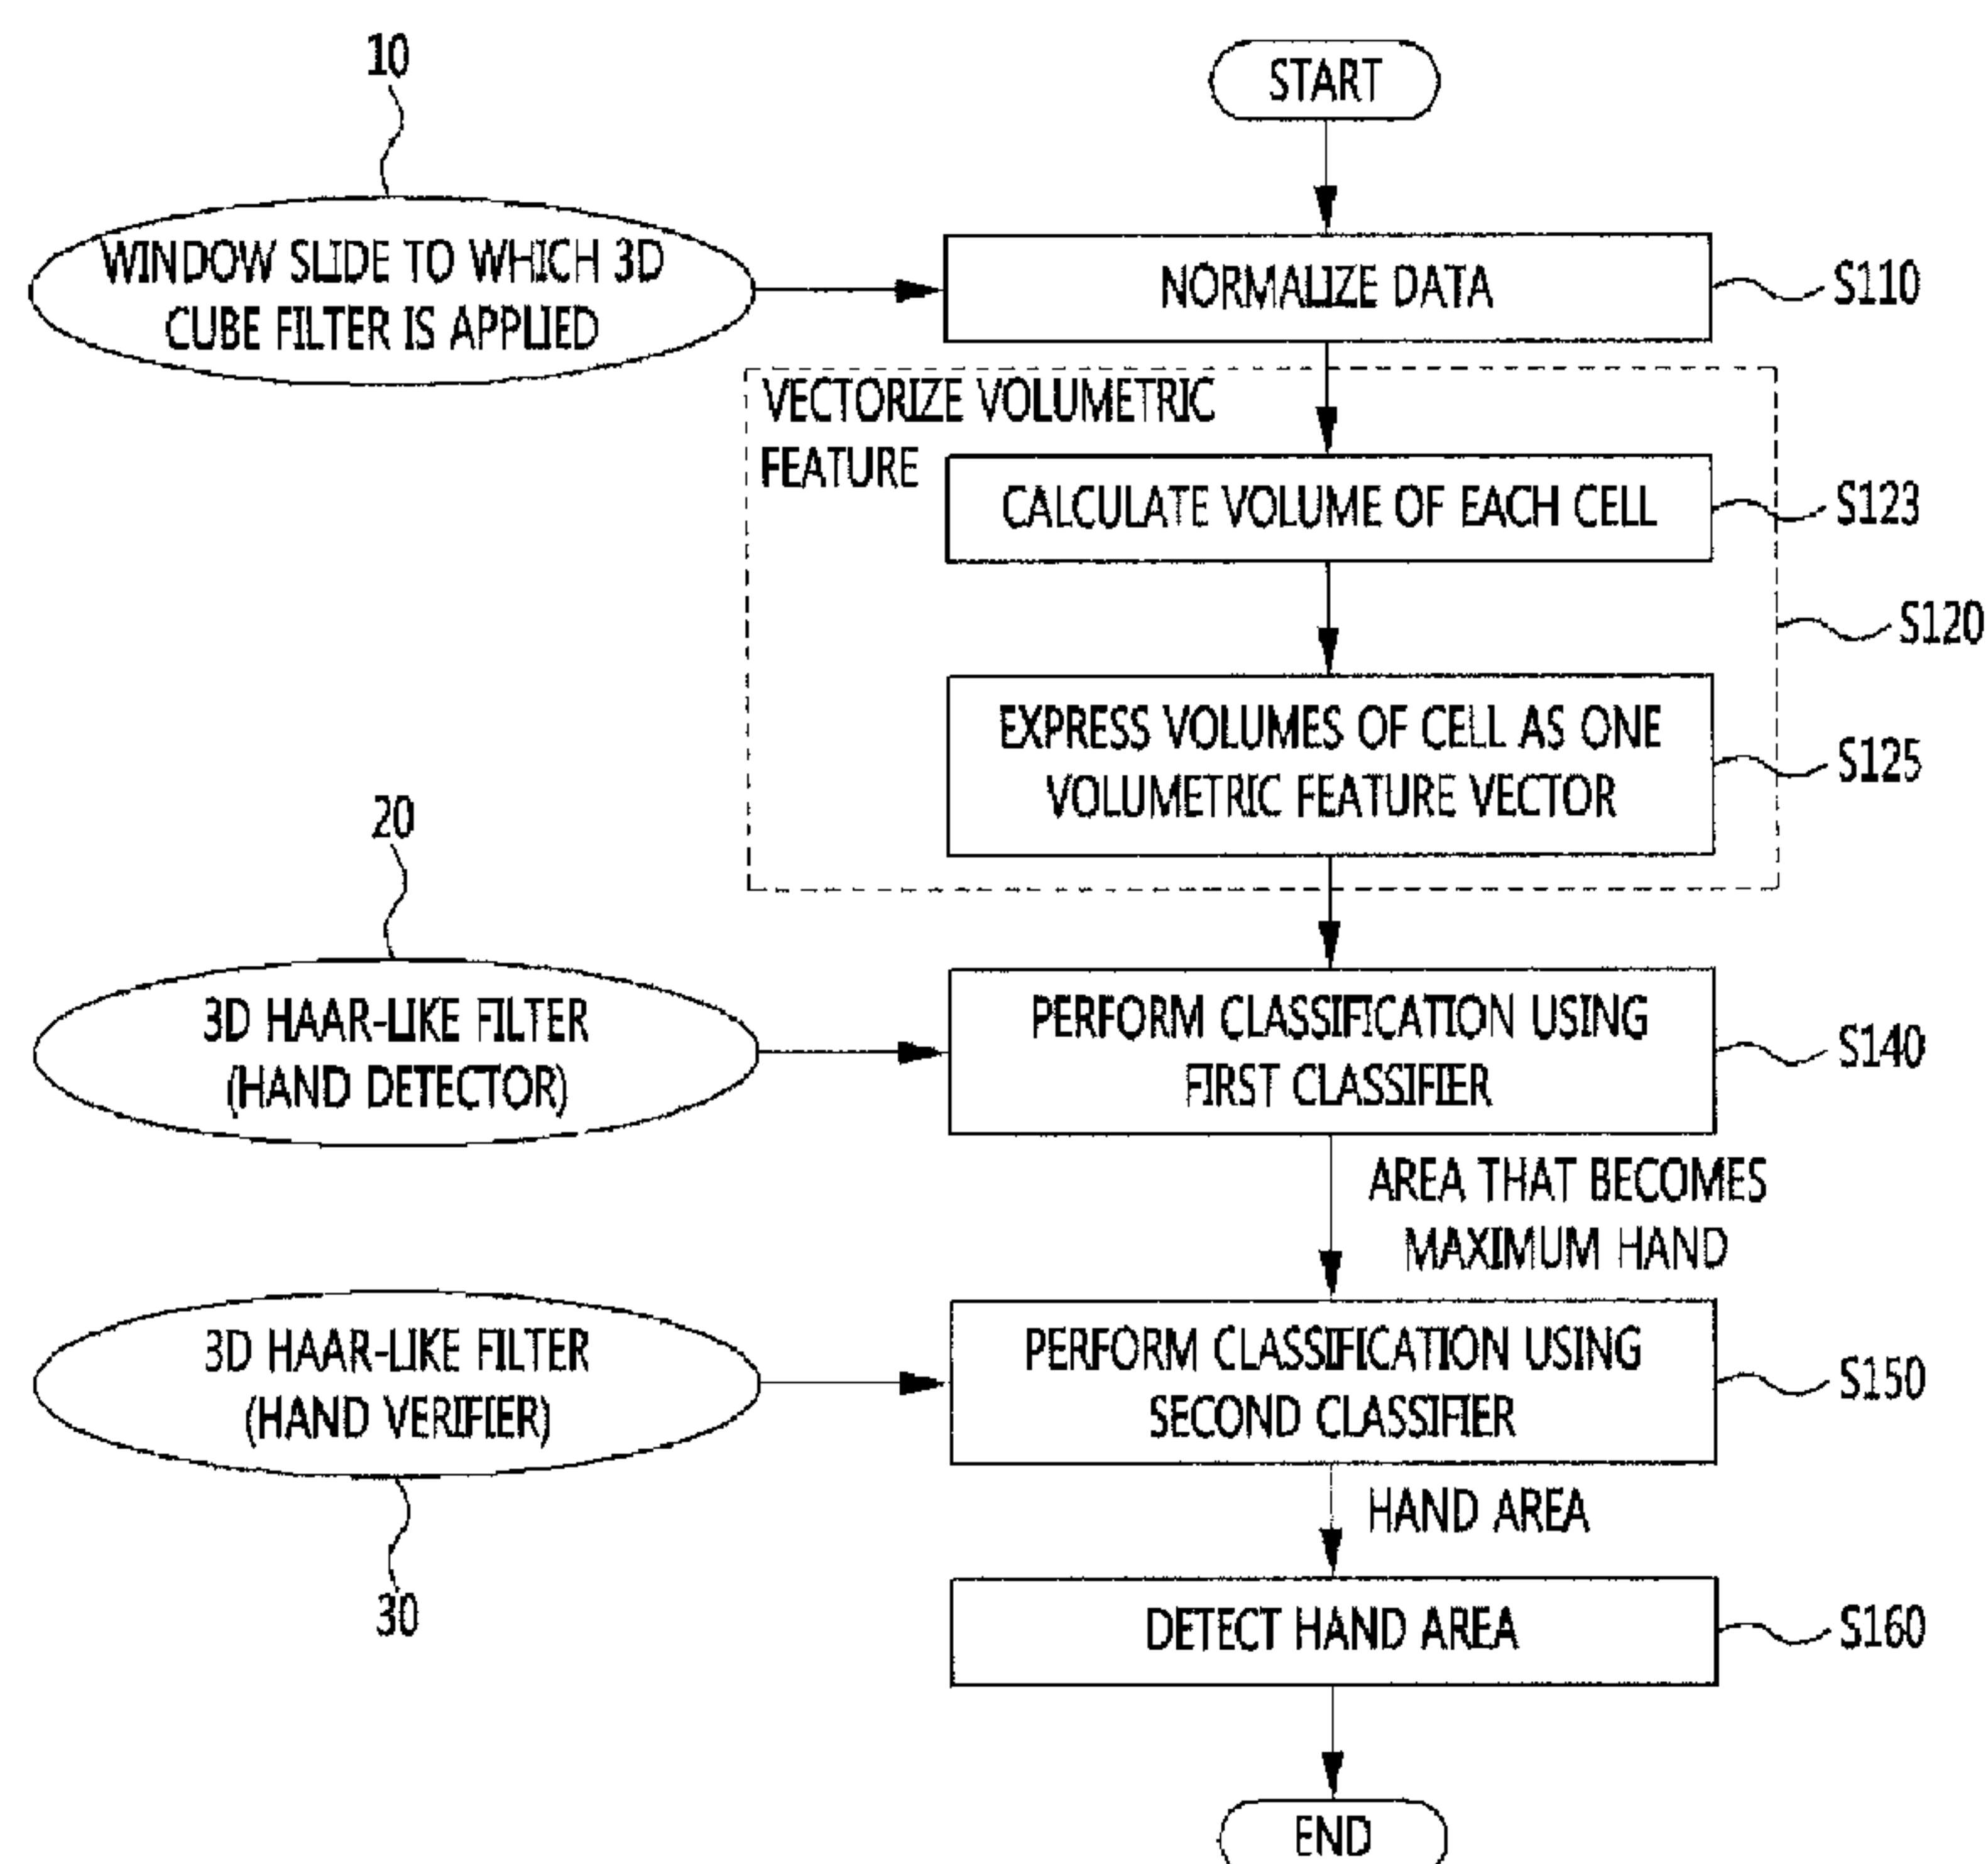 10
START
WINDOW SLIDE TO WHICH 3D
CUBE FILTER IS APPLIED
NORMALIZE DATA
S110
VECTORIZE VOLUMETRIC
FEATURE
CALCULATE VOLUME OF EACH CELL
S123
S120
EXPRESS VOLUMES OF CELL AS ONE
VOLUMETRIC FEATURE VECTOR
S125
20
3D HAAR-LIKE FILTER
(HAND DETECTOR)
PERFORM CLASSIFICATION USING
FIRST CLASSIFIER
S140
AREA THAT BECOMES
MAXIMUM HAND
3D HAAR-LIKE FILTER
(HAND VERIFIER)
30
PERFORM CLASSIFICATION USING
SECOND CLASSIFIER
S150
HAND AREA
DETECT HAND AREA
S160
END